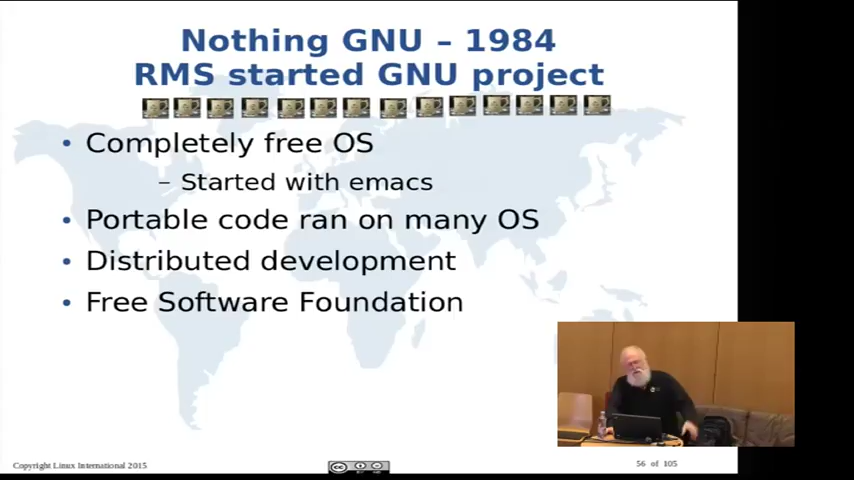 Nothing GNU – 1984
RMS started GNU project
• Completely free OS
– Started with emacs
• Portable code ran on many OS
• Distributed development
• Free Software Foundation
Copyright Linux International 2015
56 of 105